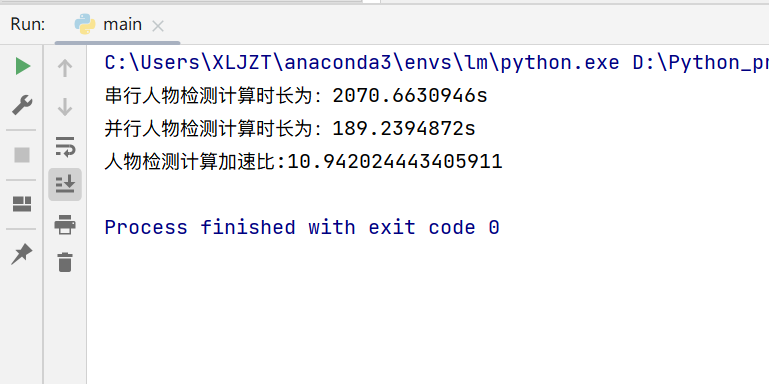 Run: main
C:\Users\XLJZT\anaconda3\envs\lm\python.exe D:\Python_pr
串行人物检测计算时长为：2070.6630946s
并行人物检测计算时长为：189.2394872s
人物检测计算加速比:10.942024443405911
Process finished with exit code 0